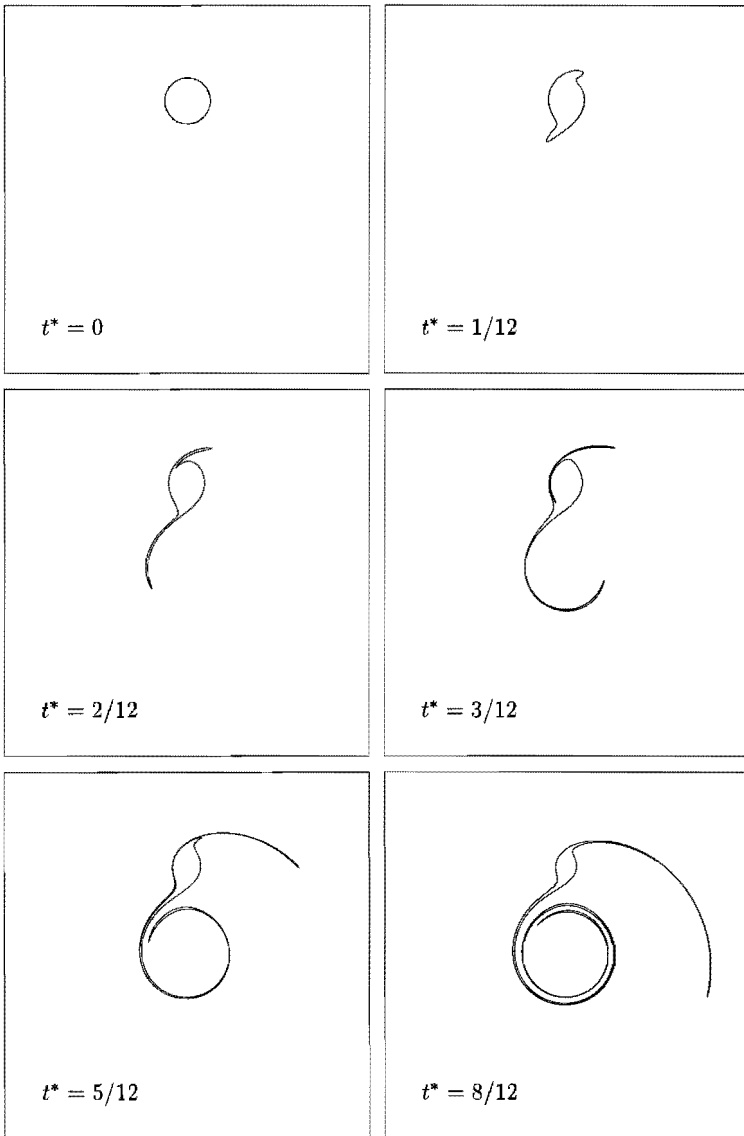 t* = 0
t* = 1/12
t* = 2/12
t* = 3/12
t* = 5/12
t* = 8/12